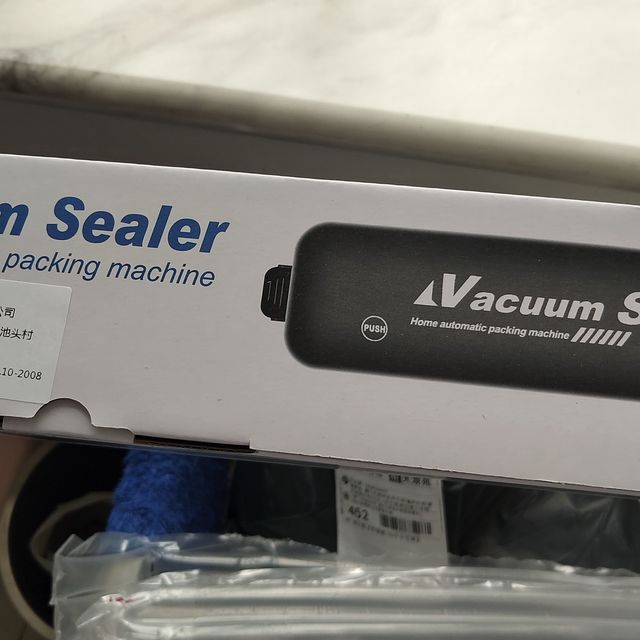 m Sealer
packing machine
公司
池头村
10-2008
PUSH
Vacuum S
Home automatic packing machine
462